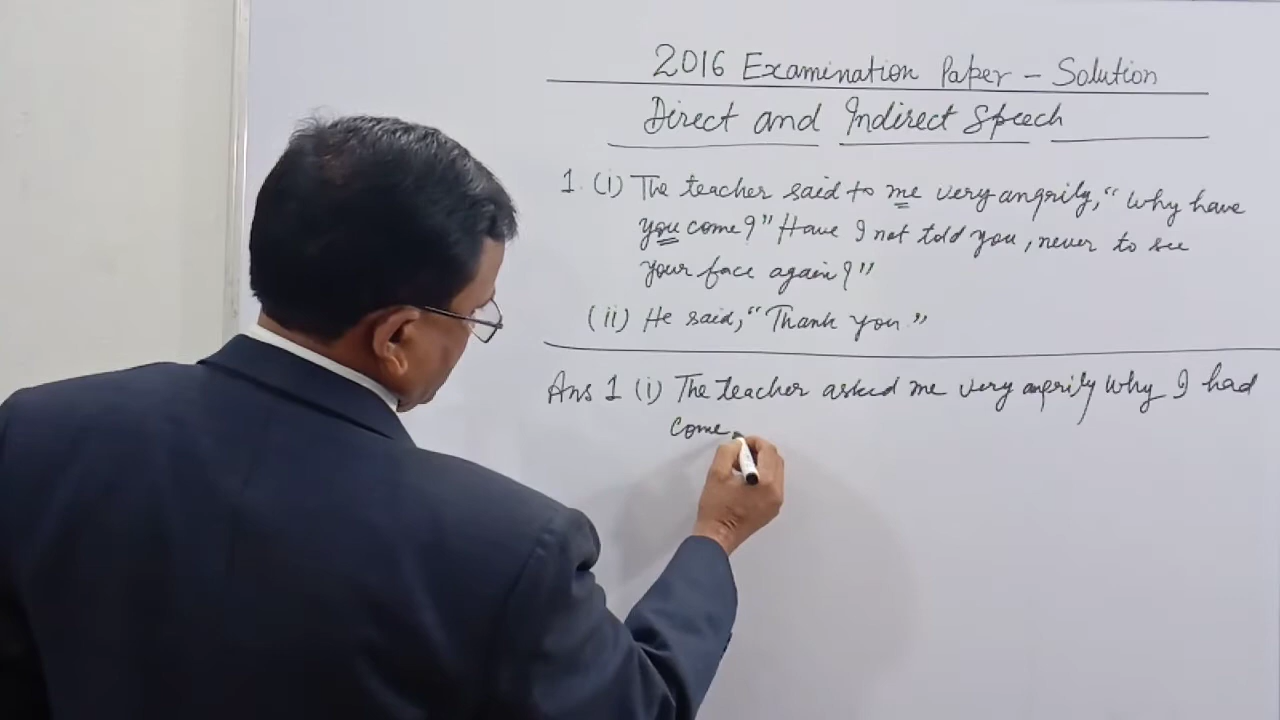 2016 Examination Paper - Solution
Direct and Indirect Speech
1. (i) The teacher said to me very angrily, "Why have
you come?" Have I not told you, never to see
your face again?"
(ii) He said, "Thank you."
Ans 1 (i) The teacher asked me very angrily why I had
come.